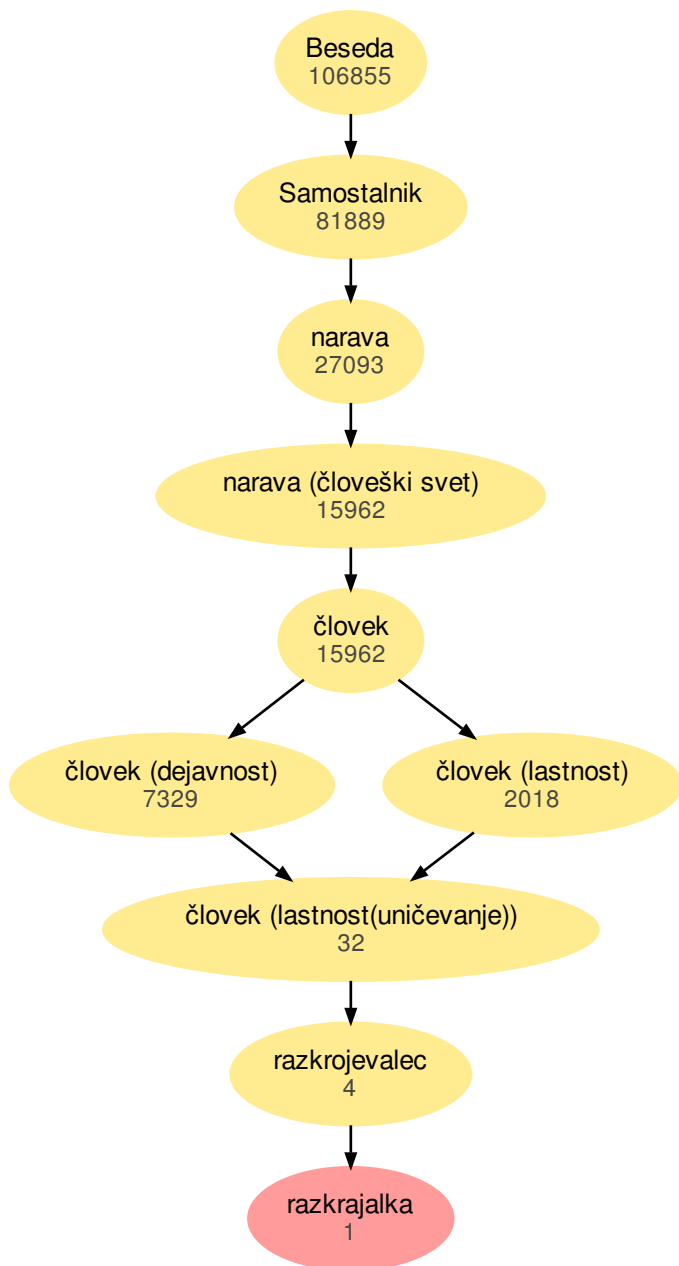 Beseda
106855
Samostalnik
81889
narava
27093
narava (človeški svet)
15962
človek
15962
človek (dejavnost)
7329
človek (lastnost)
2018
človek (lastnost(uničevanje))
32
razkrojevalec
4
razkrajalka
1